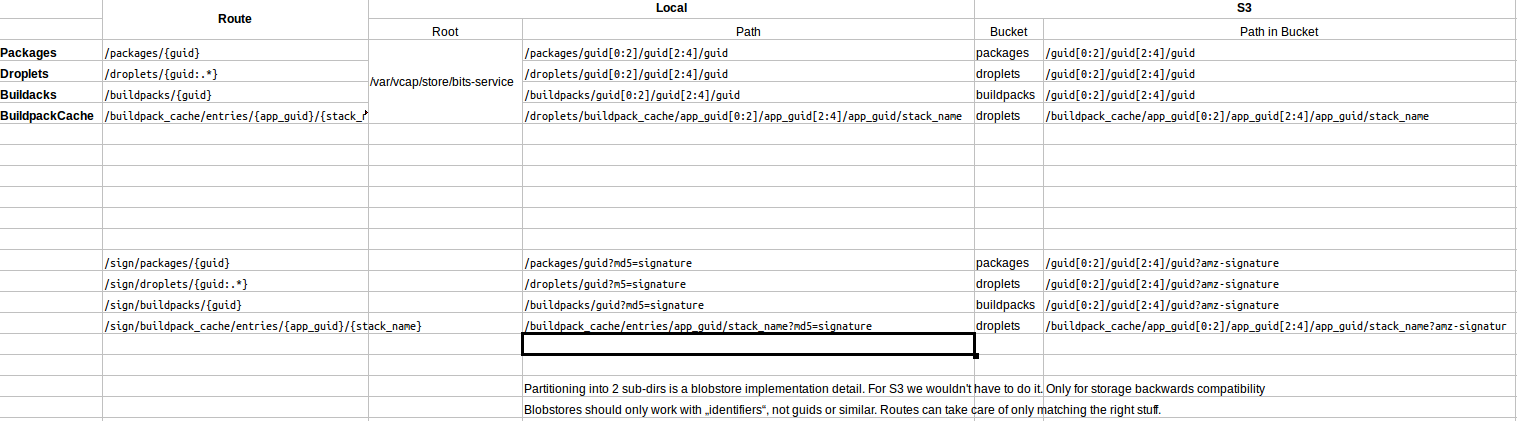 Route Local S3
Root Path Bucket Path in Bucket
Packages /packages/{guid} /packages/guid[0:2]/guid[2:4]/guid packages /guid[0:2]/guid[2:4]/guid
Droplets /droplets/{guid:.*} /var/vcap/store/bits-service /droplets/guid[0:2]/guid[2:4]/guid droplets /guid[0:2]/guid[2:4]/guid
Buildacks /buildpacks/{guid} /buildpacks/guid[0:2]/guid[2:4]/guid buildpacks /guid[0:2]/guid[2:4]/guid
BuildpackCache /buildpack_cache/entries/{app_guid}/{stack_ /droplets/buildpack_cache/app_guid[0:2]/app_guid[2:4]/app_guid/stack_name droplets /buildpack_cache/app_guid[0:2]/app_guid[2:4]/app_guid/stack_name
/sign/packages/{guid} /packages/guid?md5=signature packages /guid[0:2]/guid[2:4]/guid?amz-signature
/sign/droplets/{guid:.*} /droplets/guid?m5=signature droplets /guid[0:2]/guid[2:4]/guid?amz-signature
/sign/buildpacks/{guid} /buildpacks/guid?md5=signature buildpacks /guid[0:2]/guid[2:4]/guid?amz-signature
/sign/buildpack_cache/entries/{app_guid}/{stack_name} /buildpack_cache/entries/app_guid/stack_name?md5=signature droplets /buildpack_cache/app_guid[0:2]/app_guid[2:4]/app_guid/stack_name?amz-signatur
Partitioning into 2 sub-dirs is a blobstore implementation detail. For S3 we wouldn't have to do it. Only for storage backwards compatibility
Blobstores should only work with „identifiers“, not guids or similar. Routes can take care of only matching the right stuff.